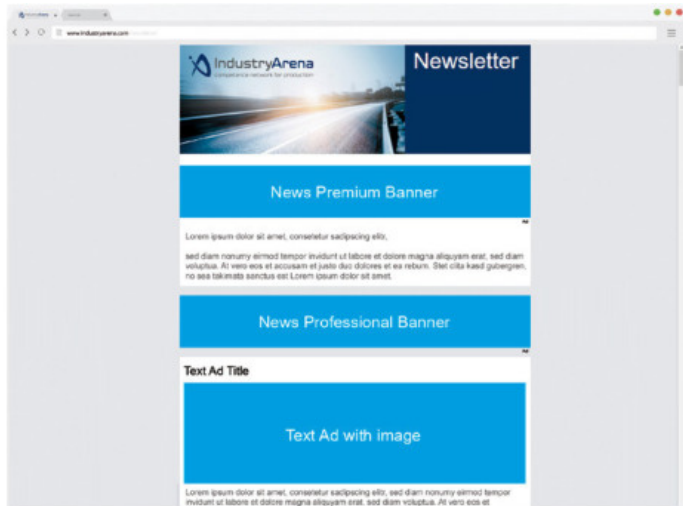 www.industryarena.com
IndustryArena
competence network for production
Newsletter
News Premium Banner
Ad
Lorem ipsum dolor sit amet, consetetur sadipscing elitr,
sed diam nonumy eirmod tempor invidunt ut labore et dolore magna aliquyam erat, sed diam
voluptua. At vero eos et accusam et justo duo dolores et ea rebum. Stet clita kasd gubergren,
no sea takimata sanctus est Lorem ipsum dolor sit amet.
News Professional Banner
Ad
Text Ad Title
Text Ad with image
Lorem ipsum dolor sit amet, consetetur sadipscing elitr, sed diam nonumy eirmod tempor
invidunt ut labore et dolore magna aliquyam erat, sed diam voluptua. At vero eos et